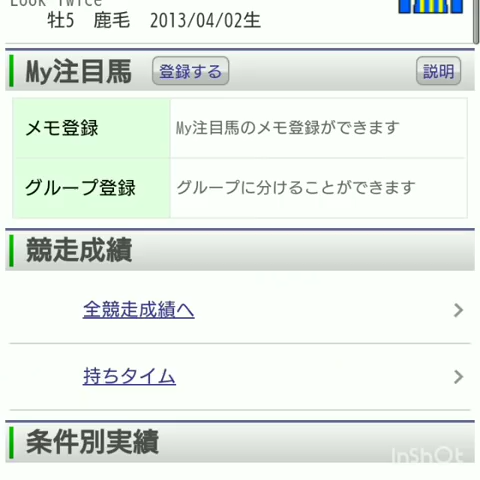 Look Twice
牡5 鹿毛 2013/04/02生
My注目馬 登録する 説明
メモ登録 My注目馬のメモ登録ができます
グループ登録 グループに分けることができます
競走成績
全競走成績へ
持ちタイム
条件別実績
InShOt